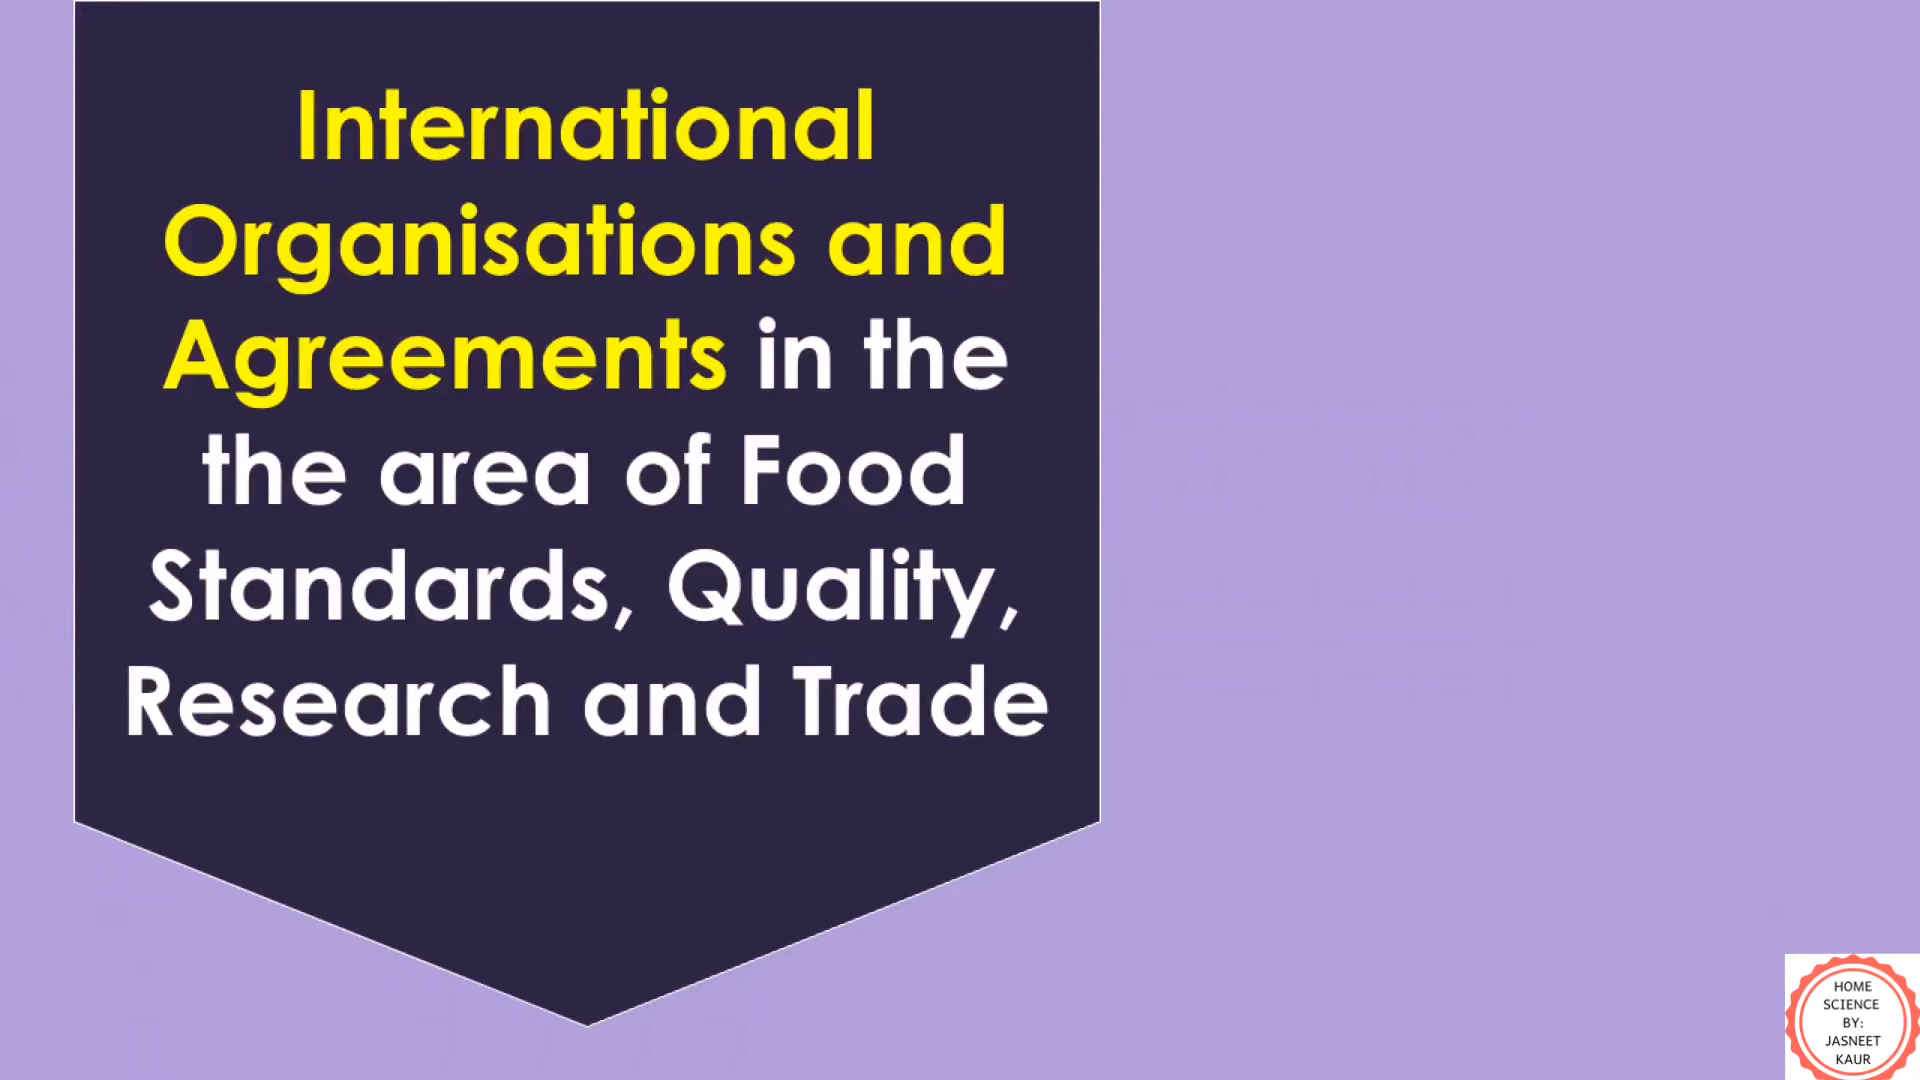 International
Organisations and
Agreements in the
the area of Food
Standards, Quality,
Research and Trade
HOME
SCIENCE
BY:
JASNEET
KAUR